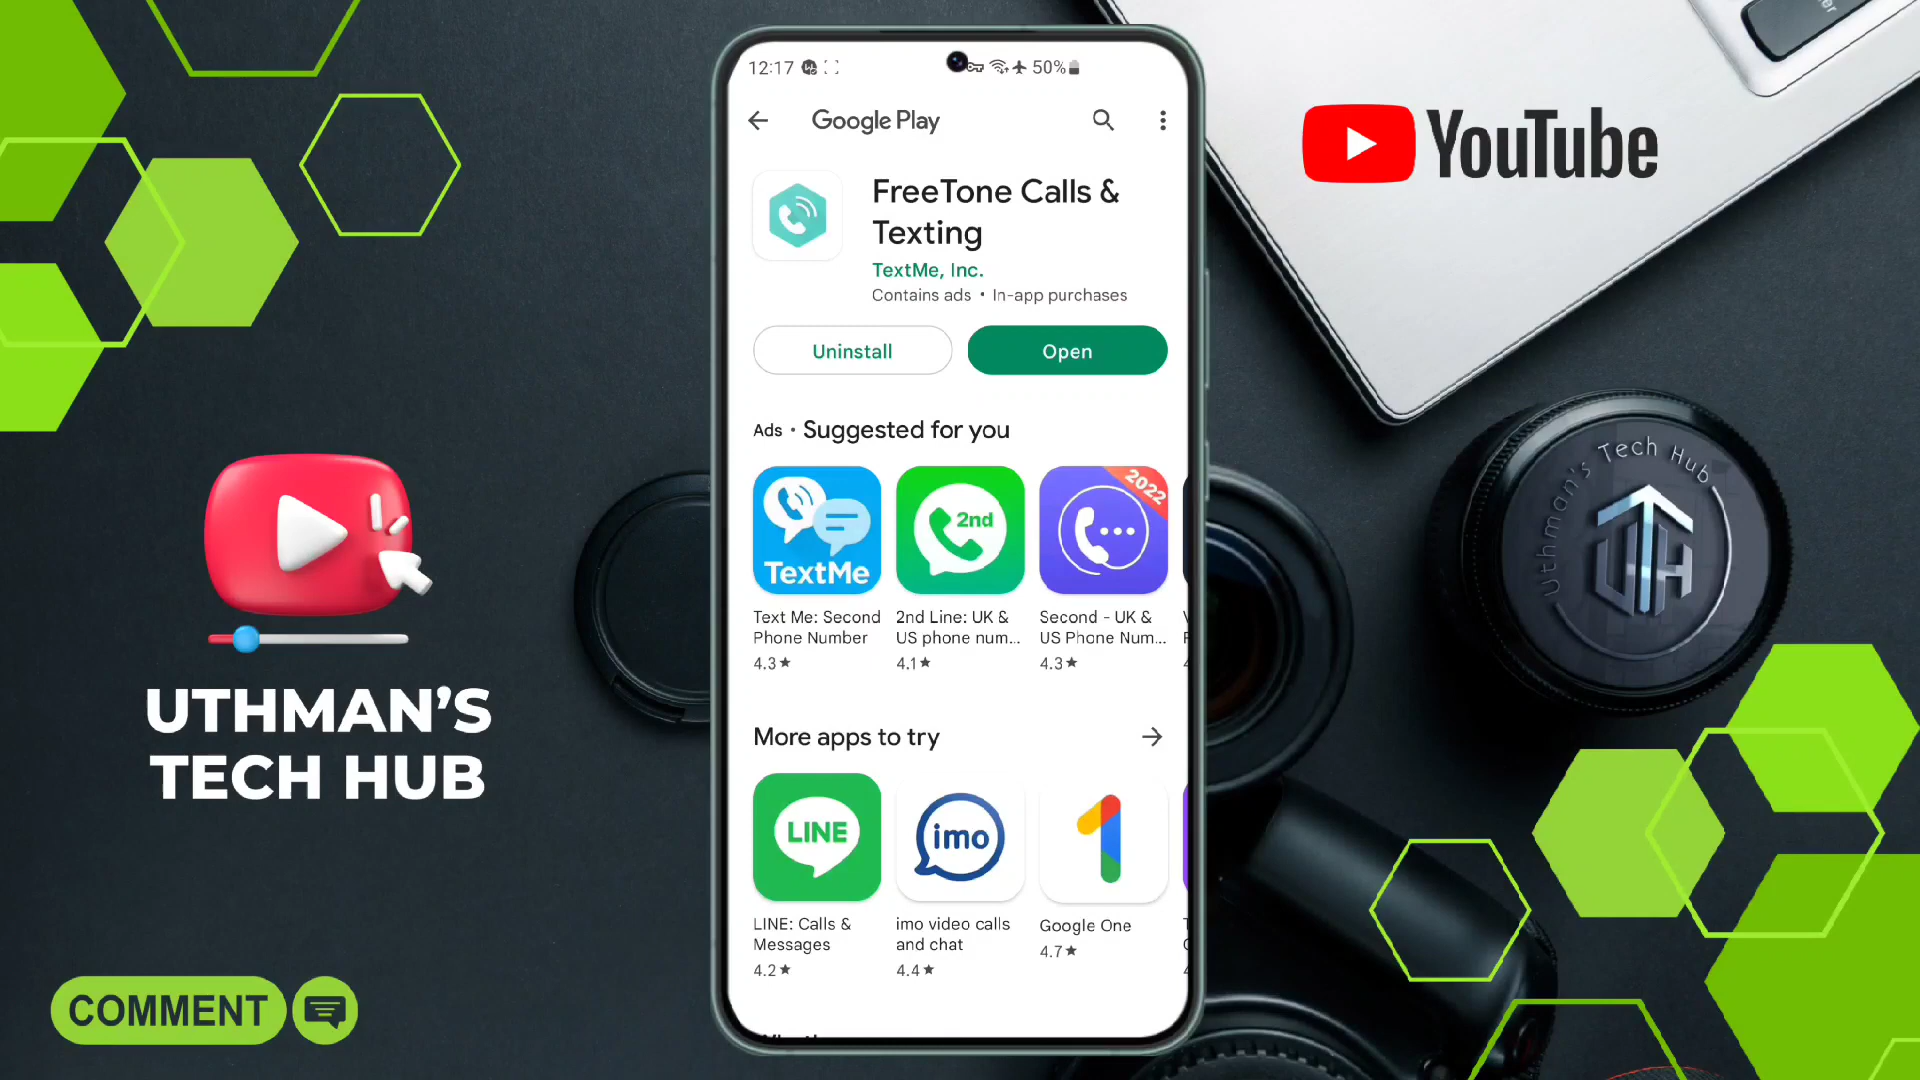 12:17
50%
Google Play
FreeTone Calls &
Texting
TextMe, Inc.
Contains ads • In-app purchases
Uninstall
Open
Ads • Suggested for you
TextMe
2nd
2022
Text Me: Second
Phone Number
4.3★
2nd Line: UK &
US phone num...
4.1★
Second - UK &
US Phone Num...
4.3★
More apps to try
LINE
imo
LINE: Calls &
Messages
4.2★
imo video calls
and chat
4.4★
Google One
4.7★
YouTube
Uthman's Tech Hub
Uthman's
UTH
UTHMAN'S
TECH HUB
COMMENT